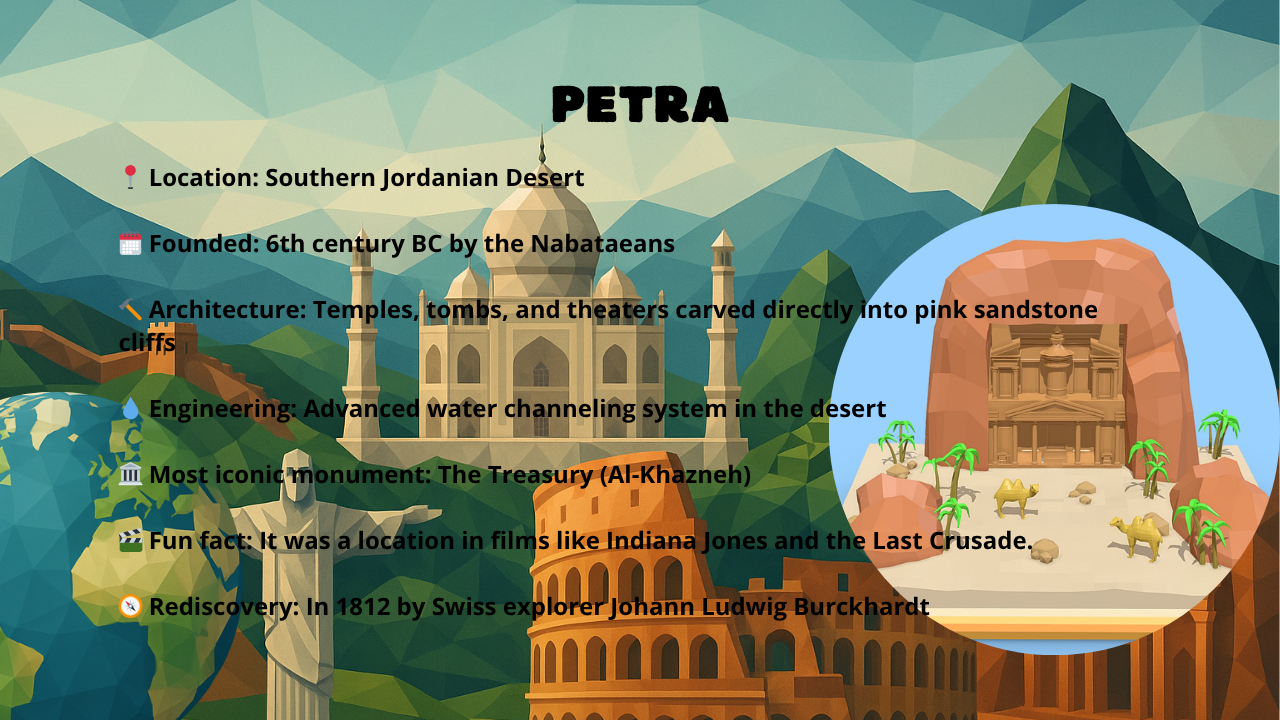 PETRA
📍 Location: Southern Jordanian Desert
📅 Founded: 6th century BC by the Nabataeans
🔨 Architecture: Temples, tombs, and theaters carved directly into pink sandstone
cliffs
💧 Engineering: Advanced water channeling system in the desert
🏛️ Most iconic monument: The Treasury (Al-Khazneh)
🎬 Fun fact: It was a location in films like Indiana Jones and the Last Crusade.
🧭 Rediscovery: In 1812 by Swiss explorer Johann Ludwig Burckhardt